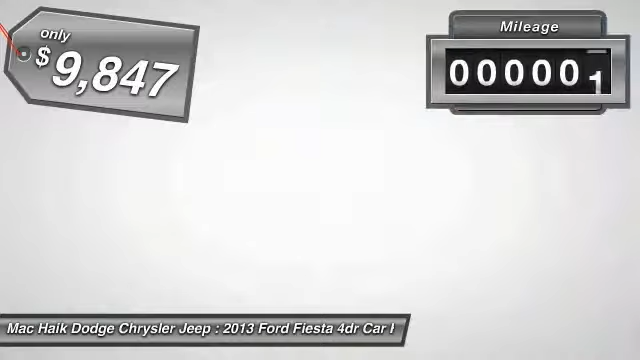 only
$9,847
Mileage
000001
Mac Haik Dodge Chrysler Jeep : 2013 Ford Fiesta 4dr Car